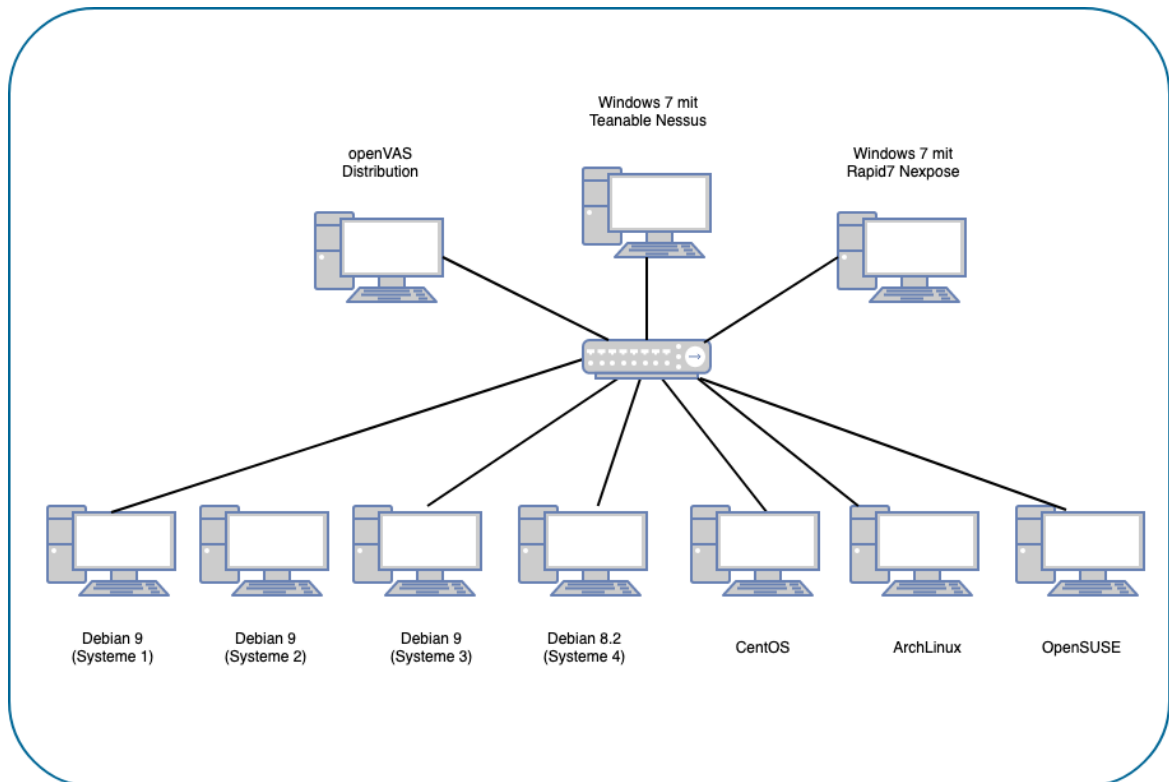 Windows 7 mit
Teanable Nessus
openVAS
Distribution
Windows 7 mit
Rapid7 Nexpose
Debian 9
(Systeme 1)
Debian 9
(Systeme 2)
Debian 9
(Systeme 3)
Debian 8.2
(Systeme 4)
CentOS
ArchLinux
OpenSUSE